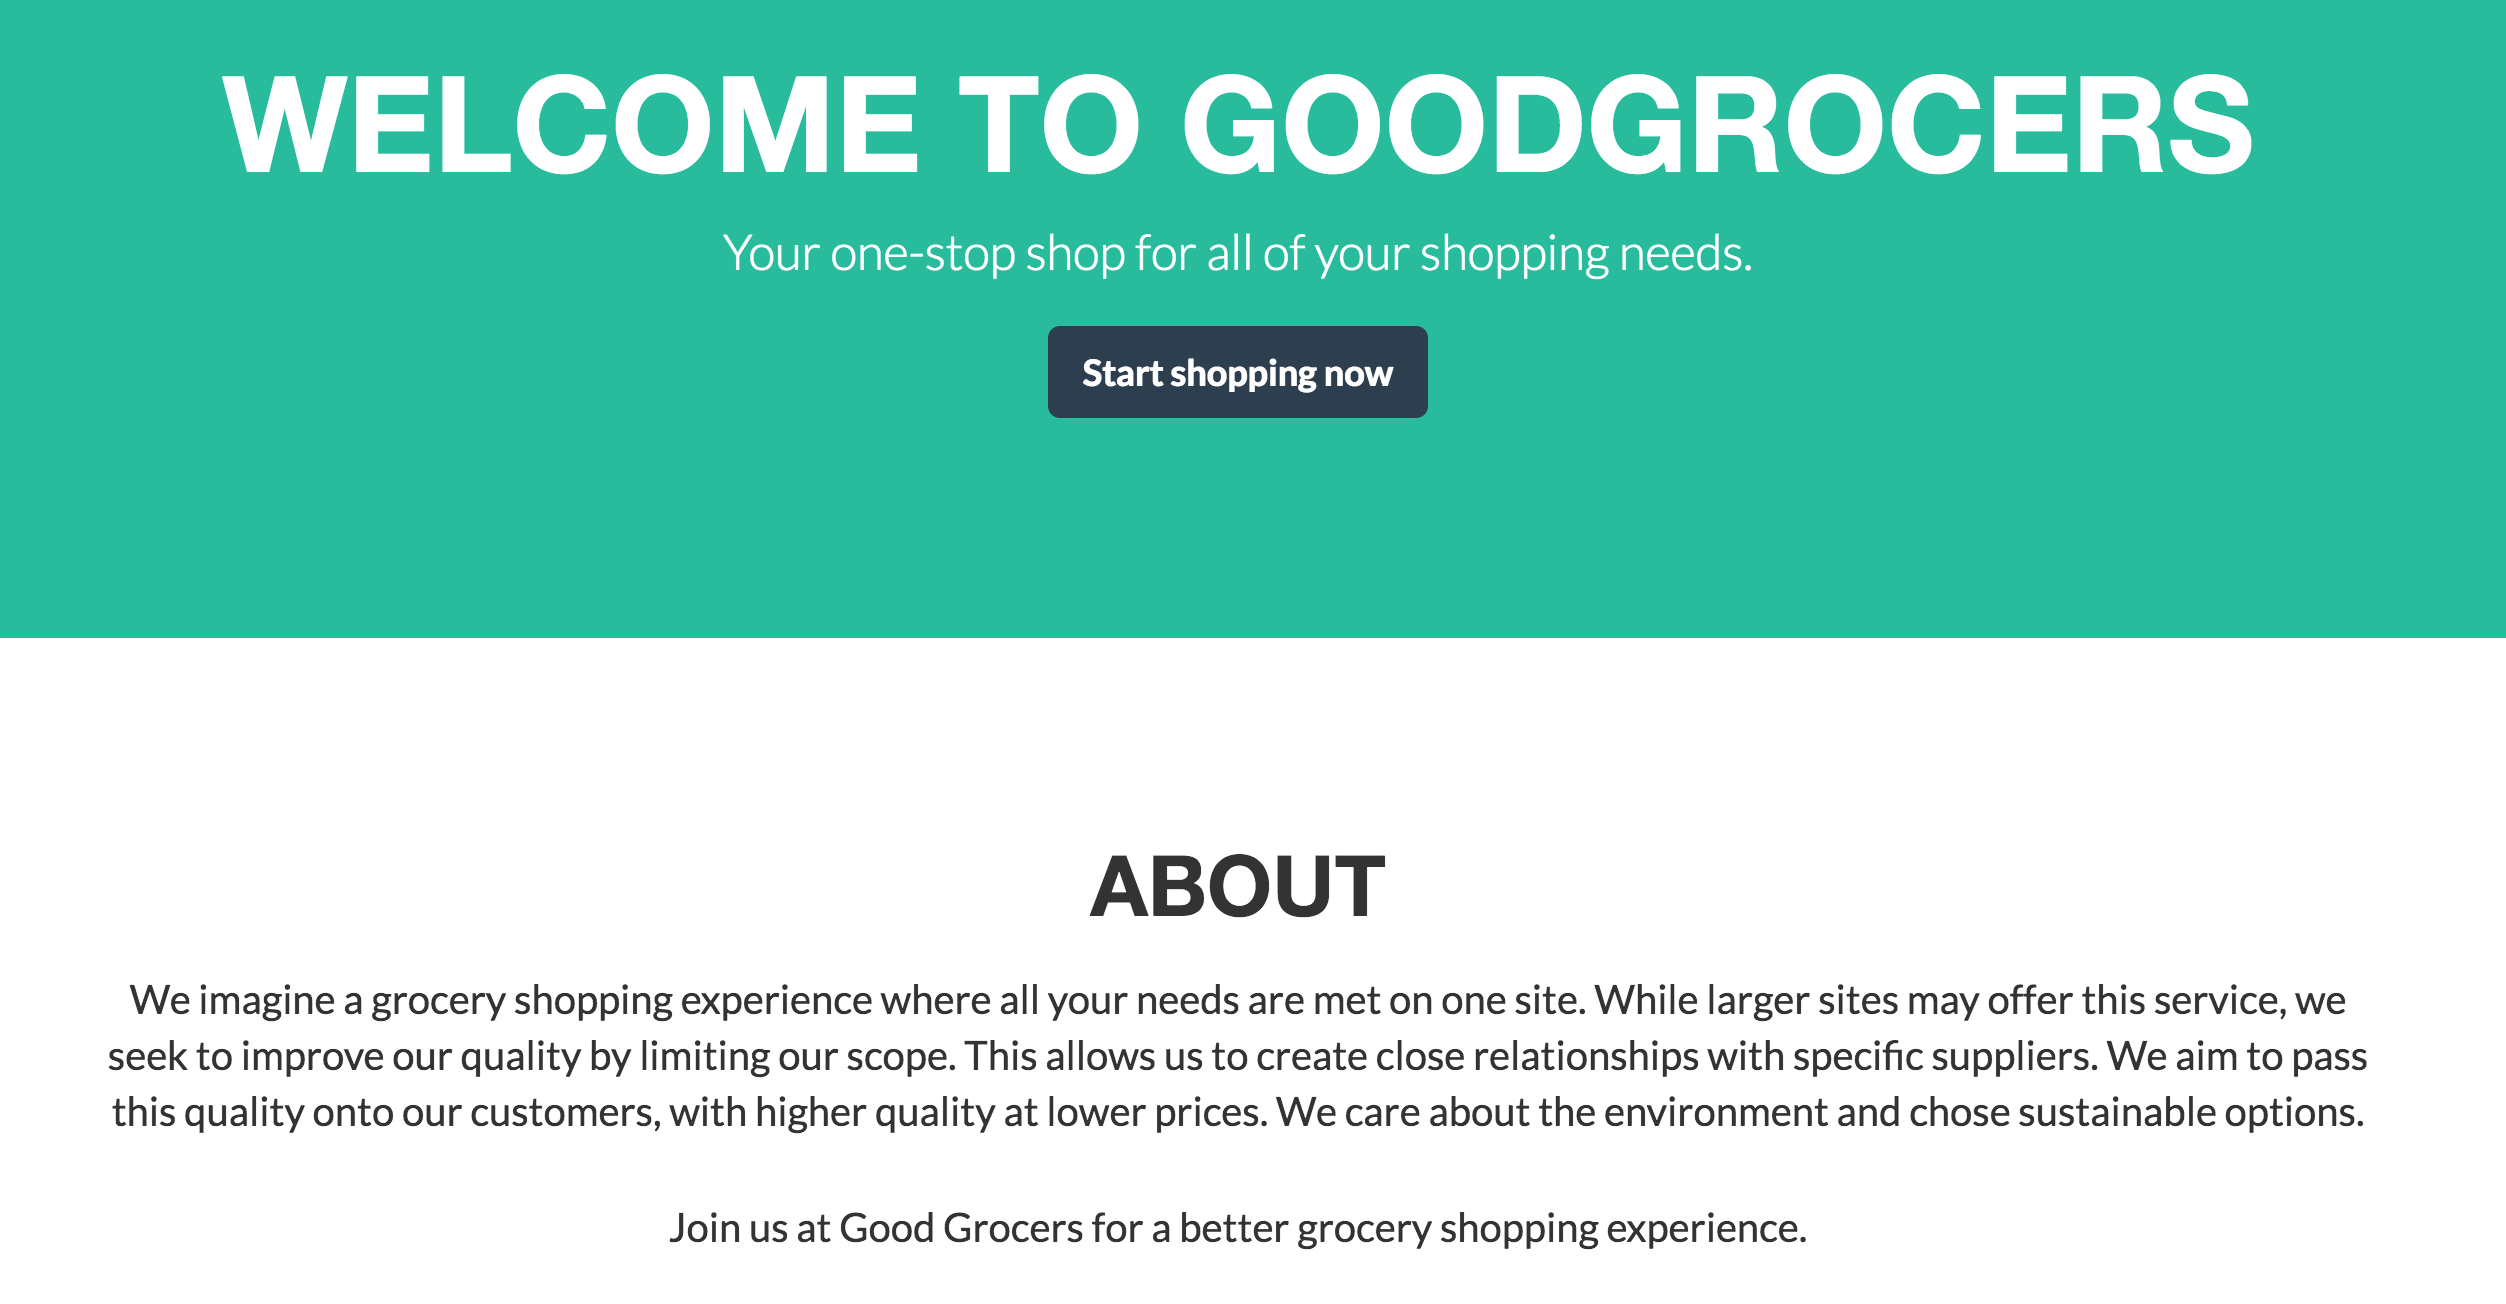 WELCOME TO GOODGROCERS
Your one-stop shop for all of your shopping needs.
Start shopping now
ABOUT
We imagine a grocery shopping experience where all your needs are met on one site. While larger sites may offer this service, we
seek to improve our quality by limiting our scope. This allows us to create close relationships with specific suppliers. We aim to pass
this quality onto our customers, with higher quality at lower prices. We care about the environment and chose sustainable options.
Join us at Good Grocers for a better grocery shopping experience.